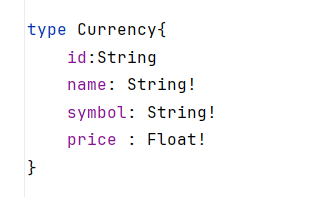 type Currency{
    id:String
    name: String!
    symbol: String!
    price : Float!
}